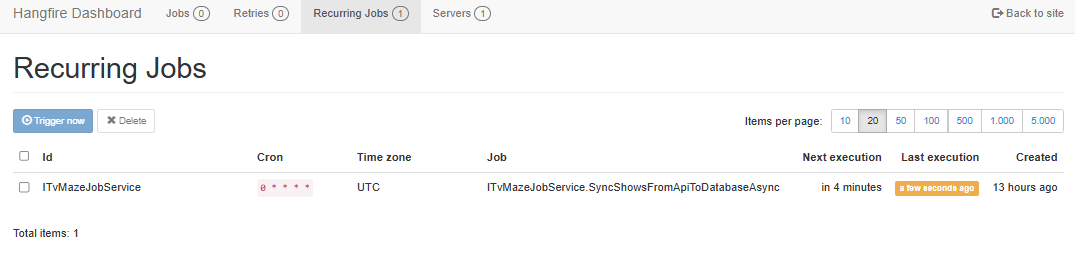 Hangfire Dashboard Jobs 0 Retries 0 Recurring Jobs 1 Servers 1 Back to site
Recurring Jobs
Trigger now Delete Items per page: 10 20 50 100 500 1.000 5.000
Id Cron Time zone Job Next execution Last execution Created
ITvMazeJobService 0 * * * * UTC ITvMazeJobService.SyncShowsFromApiToDatabaseAsync in 4 minutes a few seconds ago 13 hours ago
Total items: 1